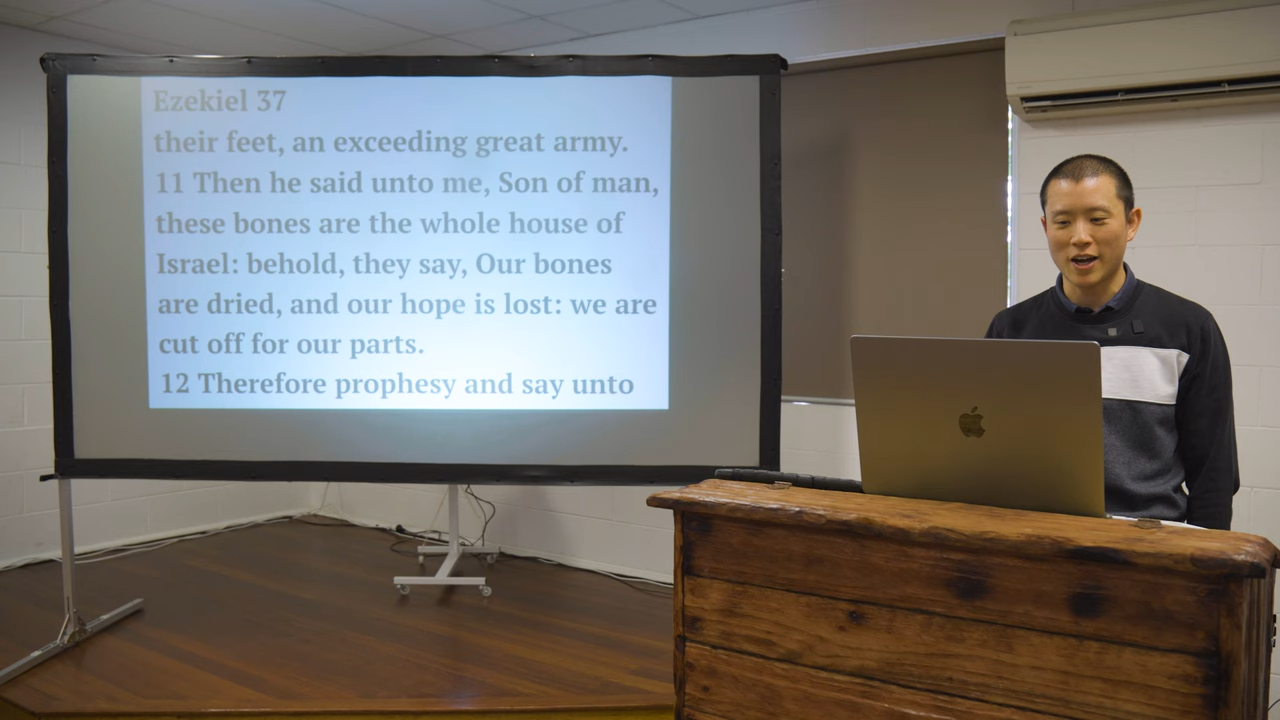 Ezekiel 37
their feet, an exceeding great army.
11 Then he said unto me, Son of man,
these bones are the whole house of
Israel: behold, they say, Our bones
are dried, and our hope is lost: we are
cut off for our parts.
12 Therefore prophesy and say unto